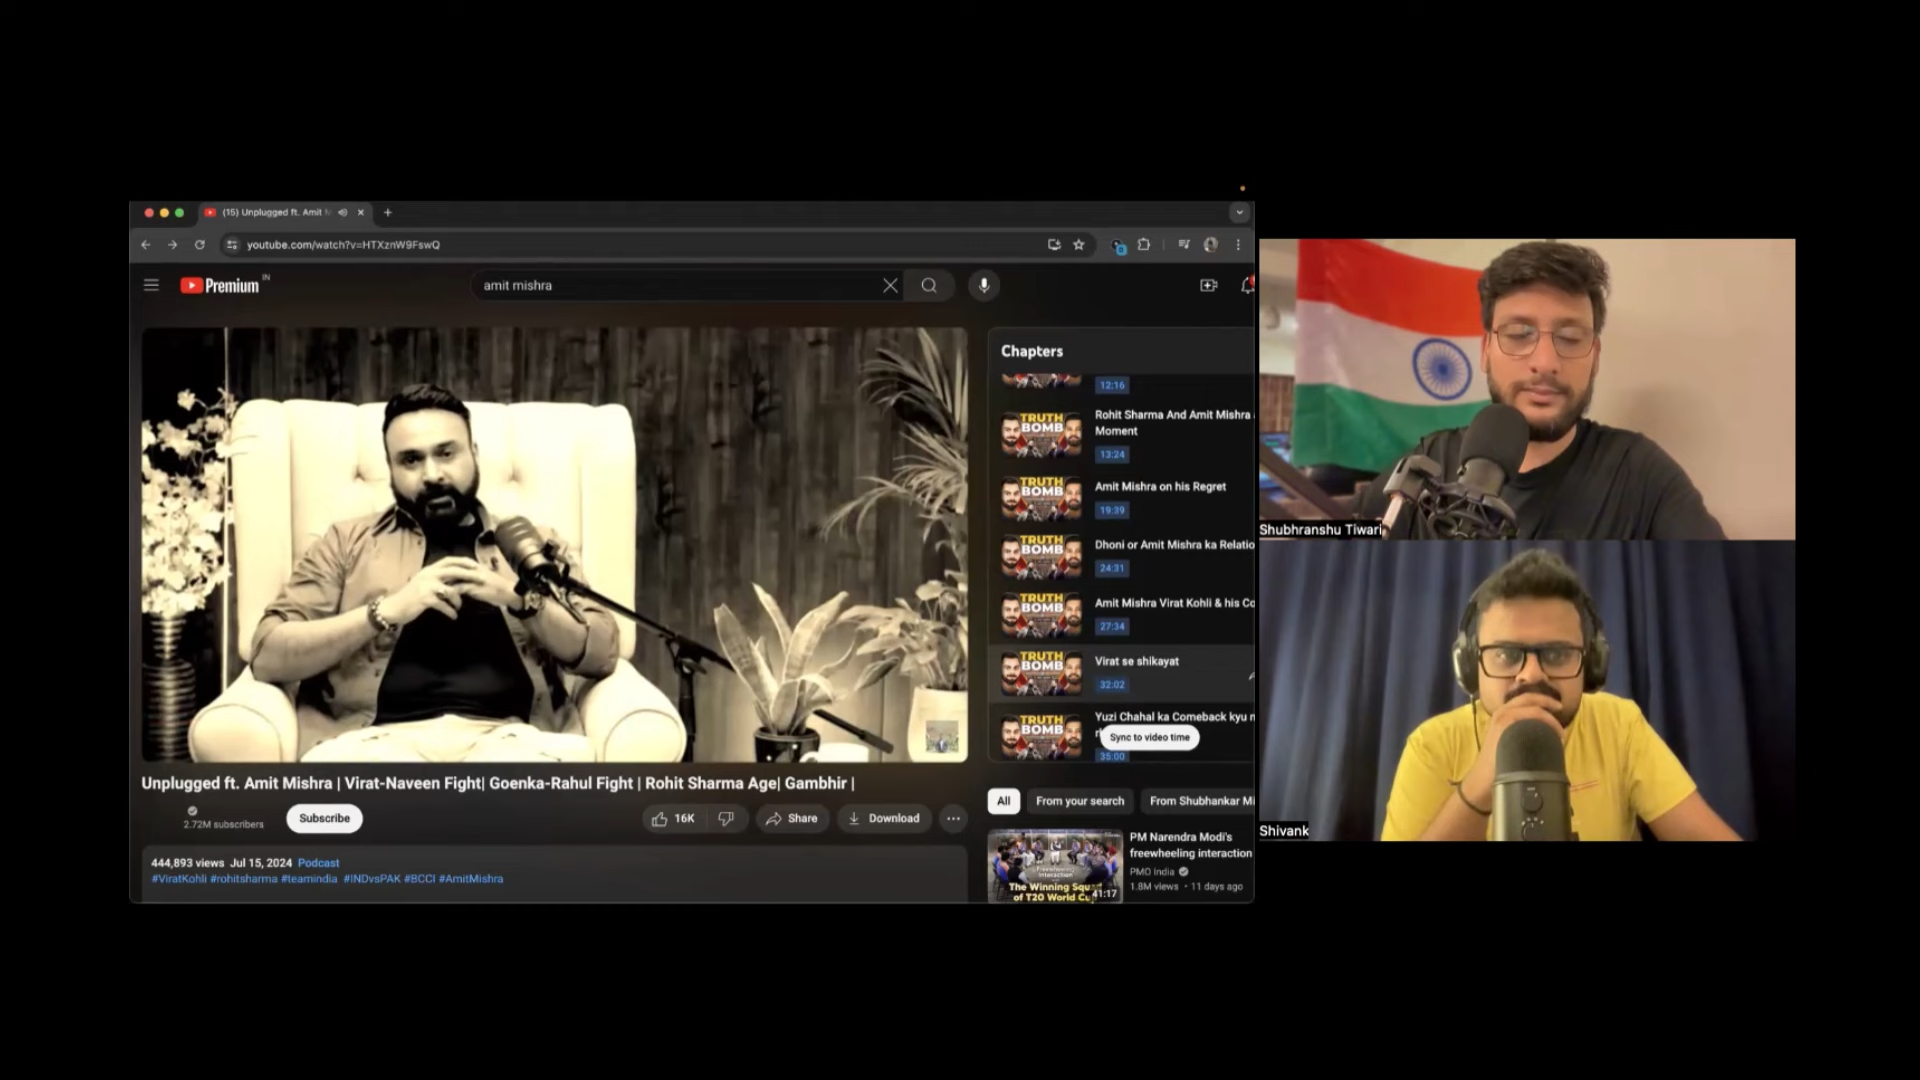 (15) Unplugged ft. Amit
youtube.com/watch?v=HTXznW9FswQ
Premium IN
amit mishra
Chapters
12:16
TRUTH BOMB
Rohit Sharma And Amit Mishra
Moment
13:24
TRUTH BOMB
Amit Mishra on his Regret
19:39
TRUTH BOMB
Dhoni or Amit Mishra ka Relatio
24:31
TRUTH BOMB
Amit Mishra Virat Kohli & his Co
27:34
TRUTH BOMB
Virat se shikayat
32:02
TRUTH BOMB
Yuzi Chahal ka Comeback kyu n
Sync to video time
35:00
Unplugged ft. Amit Mishra | Virat-Naveen Fight| Goenka-Rahul Fight | Rohit Sharma Age| Gambhir |
2.72M subscribers
Subscribe
16K
Share
Download
444,893 views Jul 15, 2024 Podcast
#ViratKohli #rohitsharma #teamindia #INDvsPAK #BCCI #AmitMishra
All
From your search
From Shubhankar Mi
Freewheeling
Interaction
The Winning Squa
of T20 World Cu
41:17
PM Narendra Modi's
freewheeling interaction
PMO India
1.8M views • 11 days ago
Shubhranshu Tiwari
Shivank